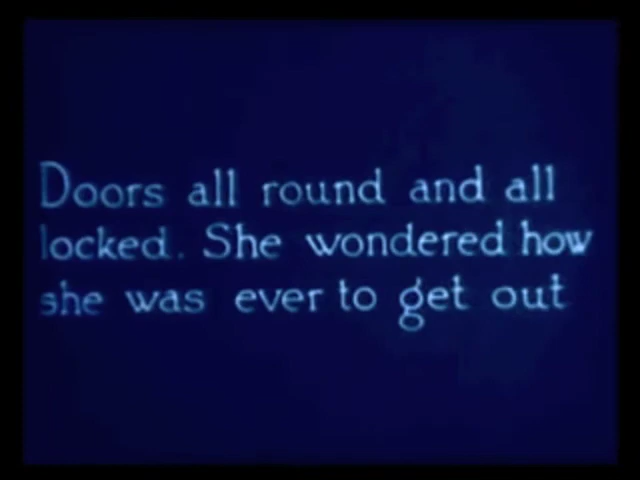 Doors all round and all
locked. She wondered how
she was ever to get out